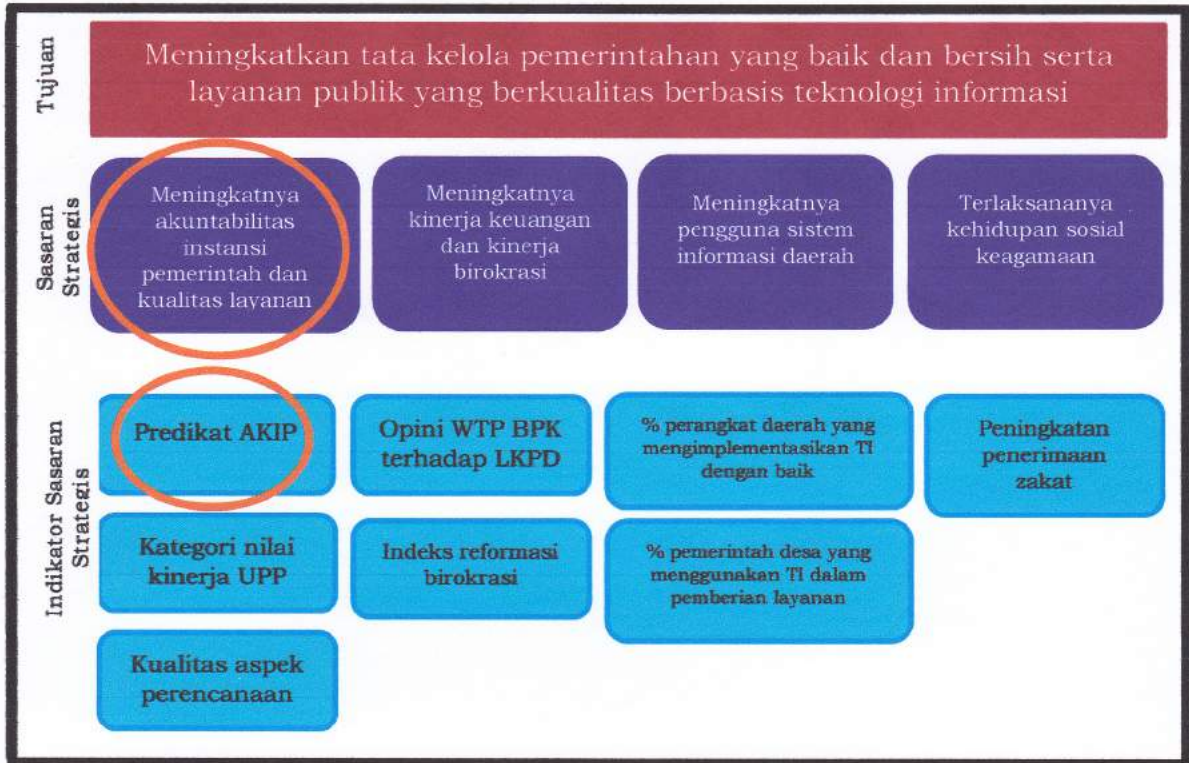 Tujuan
Meningkatkan tata kelola pemerintahan yang baik dan bersih serta
layanan publik yang berkualitas berbasis teknologi informasi
Sasaran
Strategis
Meningkatnya
akuntabilitas
instansi
pemerintah dan
kualitas layanan
Meningkatnya
kinerja keuangan
dan kinerja
birokrasi
Meningkatnya
pengguna sistem
informasi daerah
Terlaksananya
kehidupan sosial
keagamaan
Indikator Sasaran
Strategis
Predikat AKIP
Opini WTP BPK
terhadap LKPD
% perangkat daerah yang
mengimplementasikan TI
dengan baik
Peningkatan
penerimaan
zakat
Kategori nilai
kinerja UPP
Indeks reformasi
birokrasi
% pemerintah desa yang
menggunakan TI dalam
pemberian layanan
Kualitas aspek
perencanaan